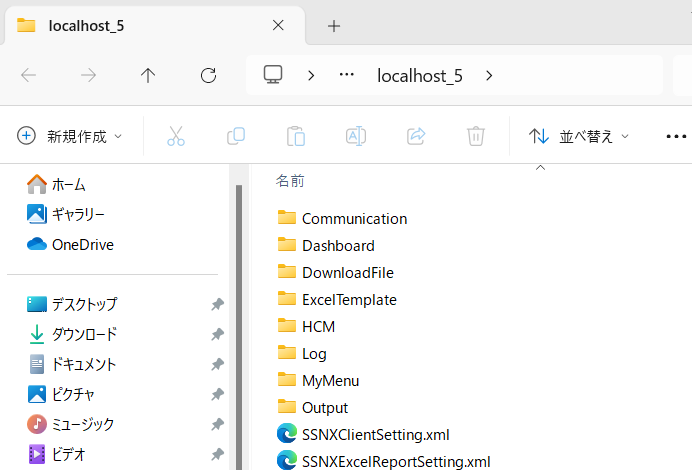 localhost_5
localhost_5
新規作成
並べ替え
名前
ホーム
ギャラリー
OneDrive
デスクトップ
ダウンロード
ドキュメント
ピクチャ
ミュージック
ビデオ
Communication
Dashboard
DownloadFile
ExcelTemplate
HCM
Log
MyMenu
Output
SSNXClientSetting.xml
SSNXExcelReportSetting.xml